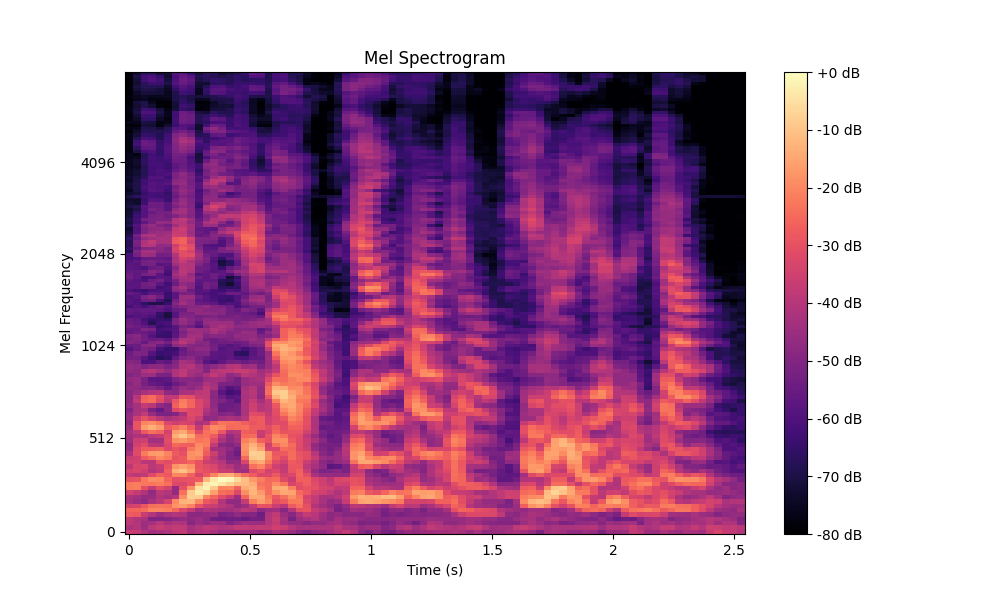 Mel Spectrogram
Mel Frequency
4096
2048
1024
512
0
0 0.5 1 1.5 2 2.5
Time (s)
+0 dB
-10 dB
-20 dB
-30 dB
-40 dB
-50 dB
-60 dB
-70 dB
-80 dB